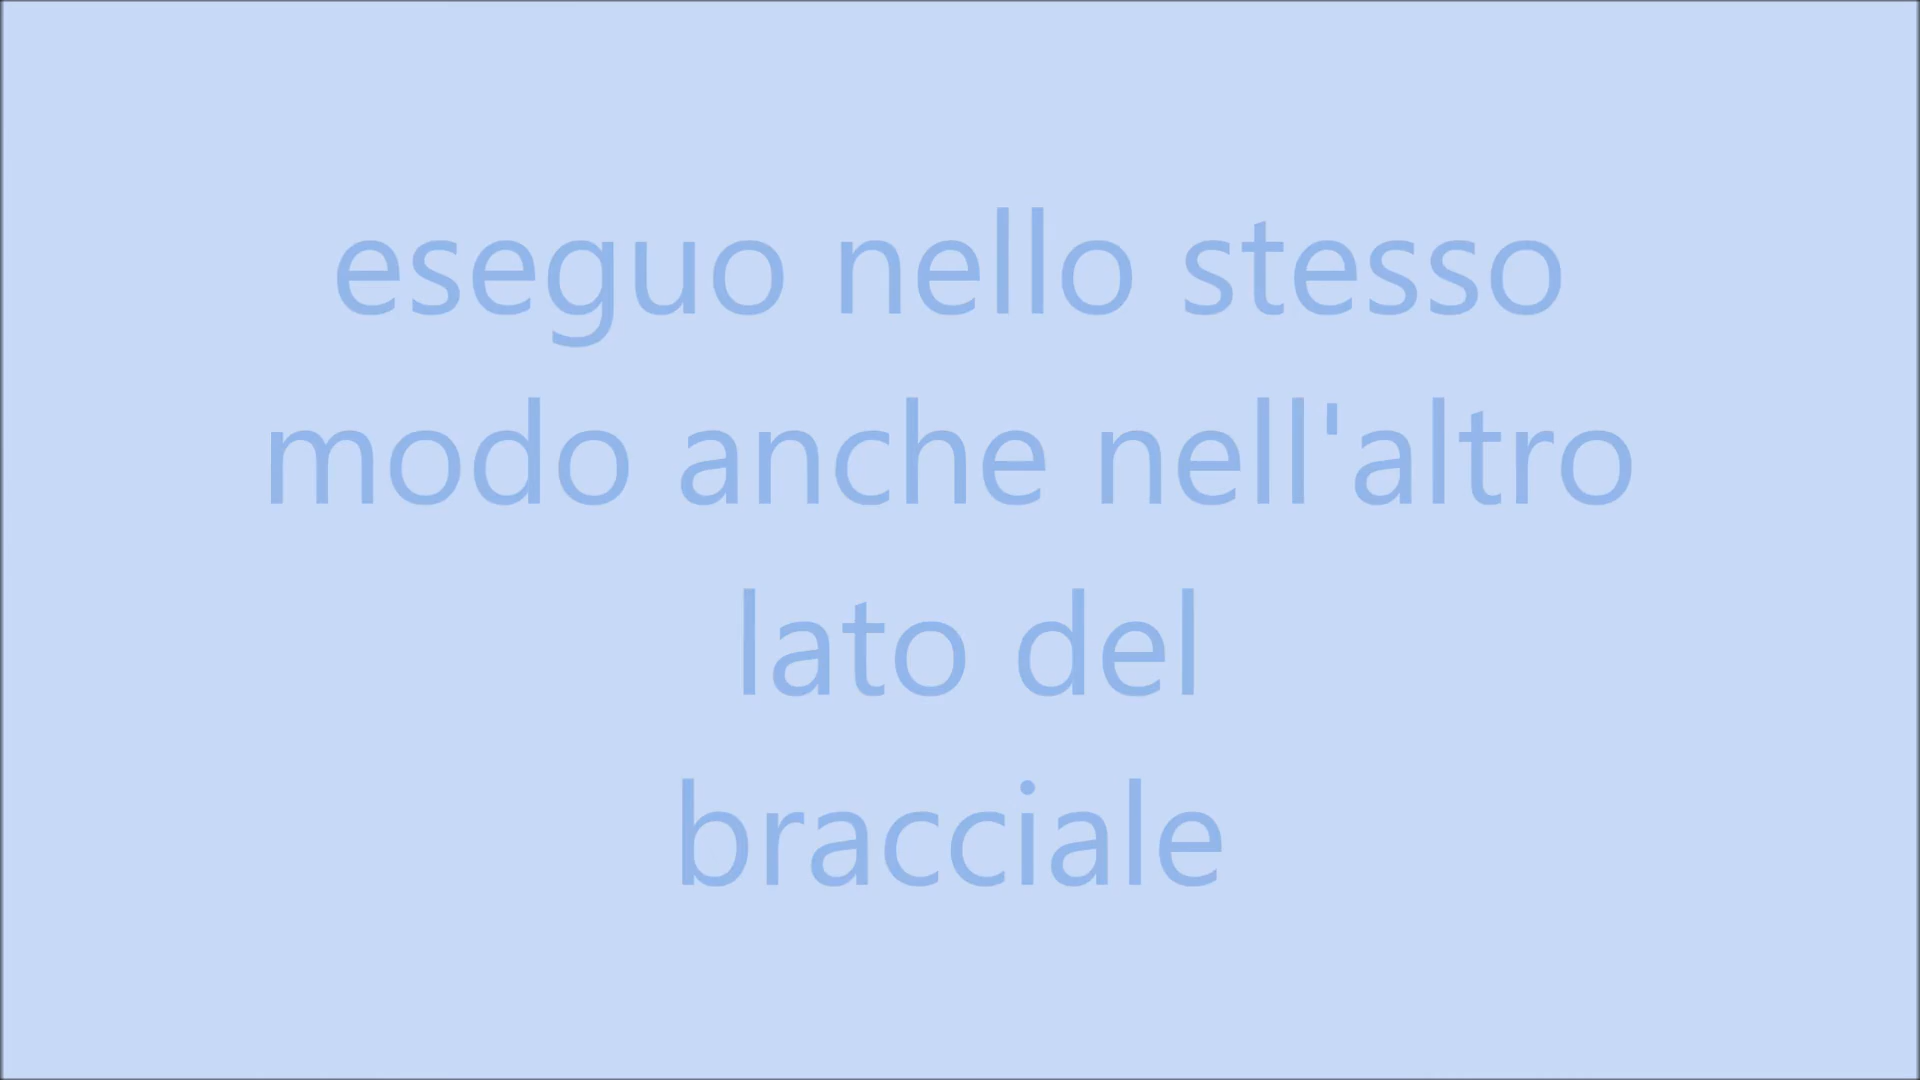 eseguo nello stesso
modo anche nell'altro
lato del
bracciale